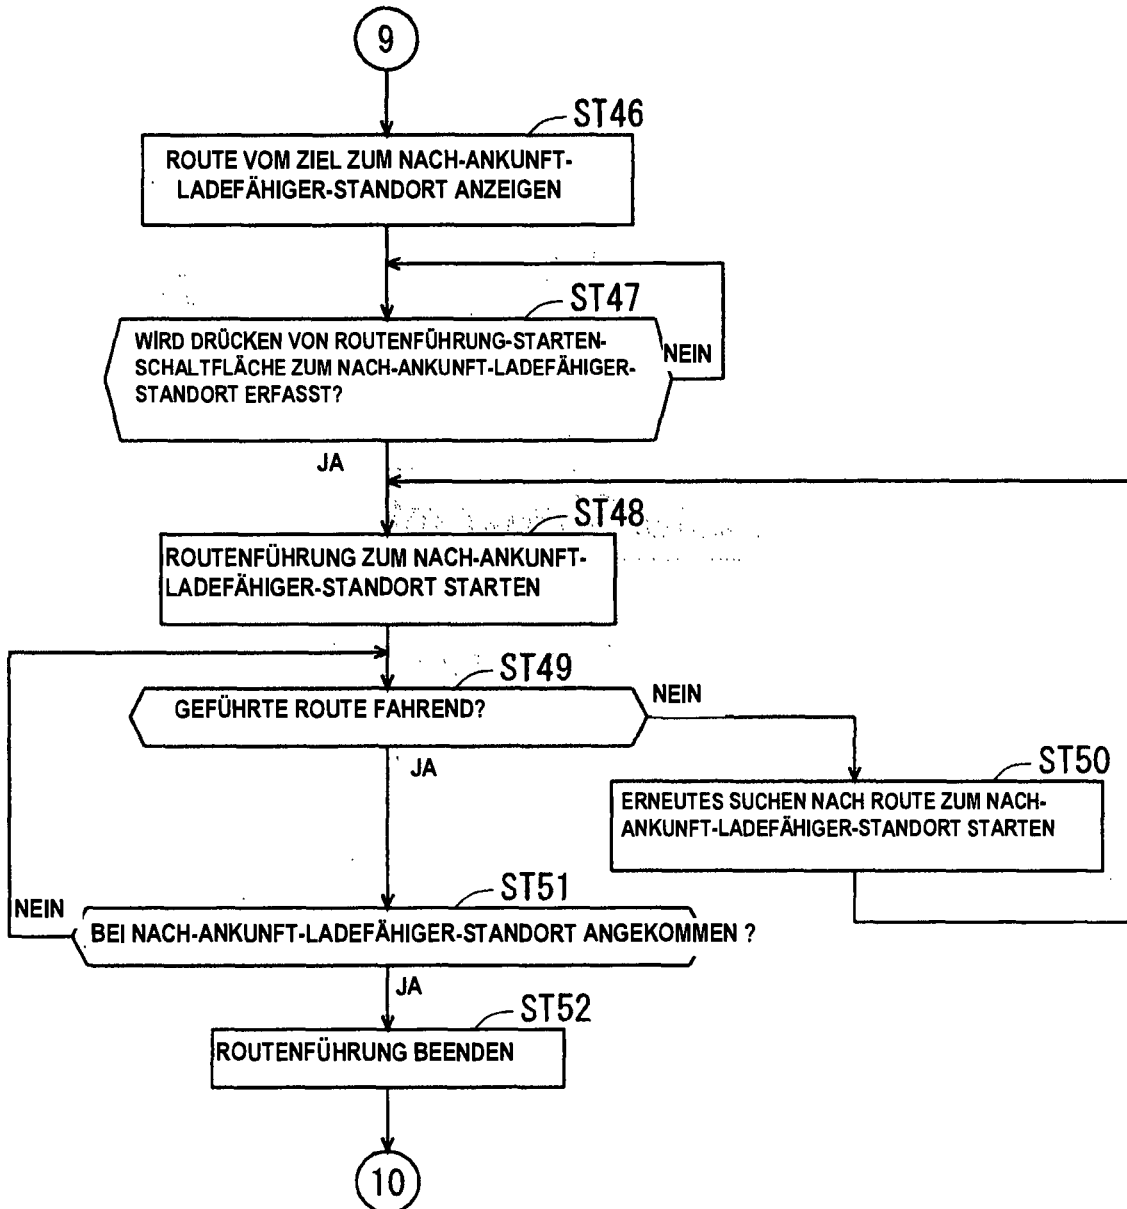 9
ST46
ROUTE VOM ZIEL ZUM NACH-ANKUNFT-
LADEFÄHIGER-STANDORT ANZEIGEN
ST47
WIRD DRÜCKEN VON ROUTENFÜHRUNG-STARTEN-
SCHALTFLÄCHE ZUM NACH-ANKUNFT-LADEFÄHIGER-
STANDORT ERFASST?
NEIN
JA
ST48
ROUTENFÜHRUNG ZUM NACH-ANKUNFT-
LADEFÄHIGER-STANDORT STARTEN
ST49
GEFÜHRTE ROUTE FAHREND?
NEIN
JA
ST50
ERNEUTES SUCHEN NACH ROUTE ZUM NACH-
ANKUNFT-LADEFÄHIGER-STANDORT STARTEN
ST51
NEIN
BEI NACH-ANKUNFT-LADEFÄHIGER-STANDORT ANGEKOMMEN ?
JA
ST52
ROUTENFÜHRUNG BEENDEN
10